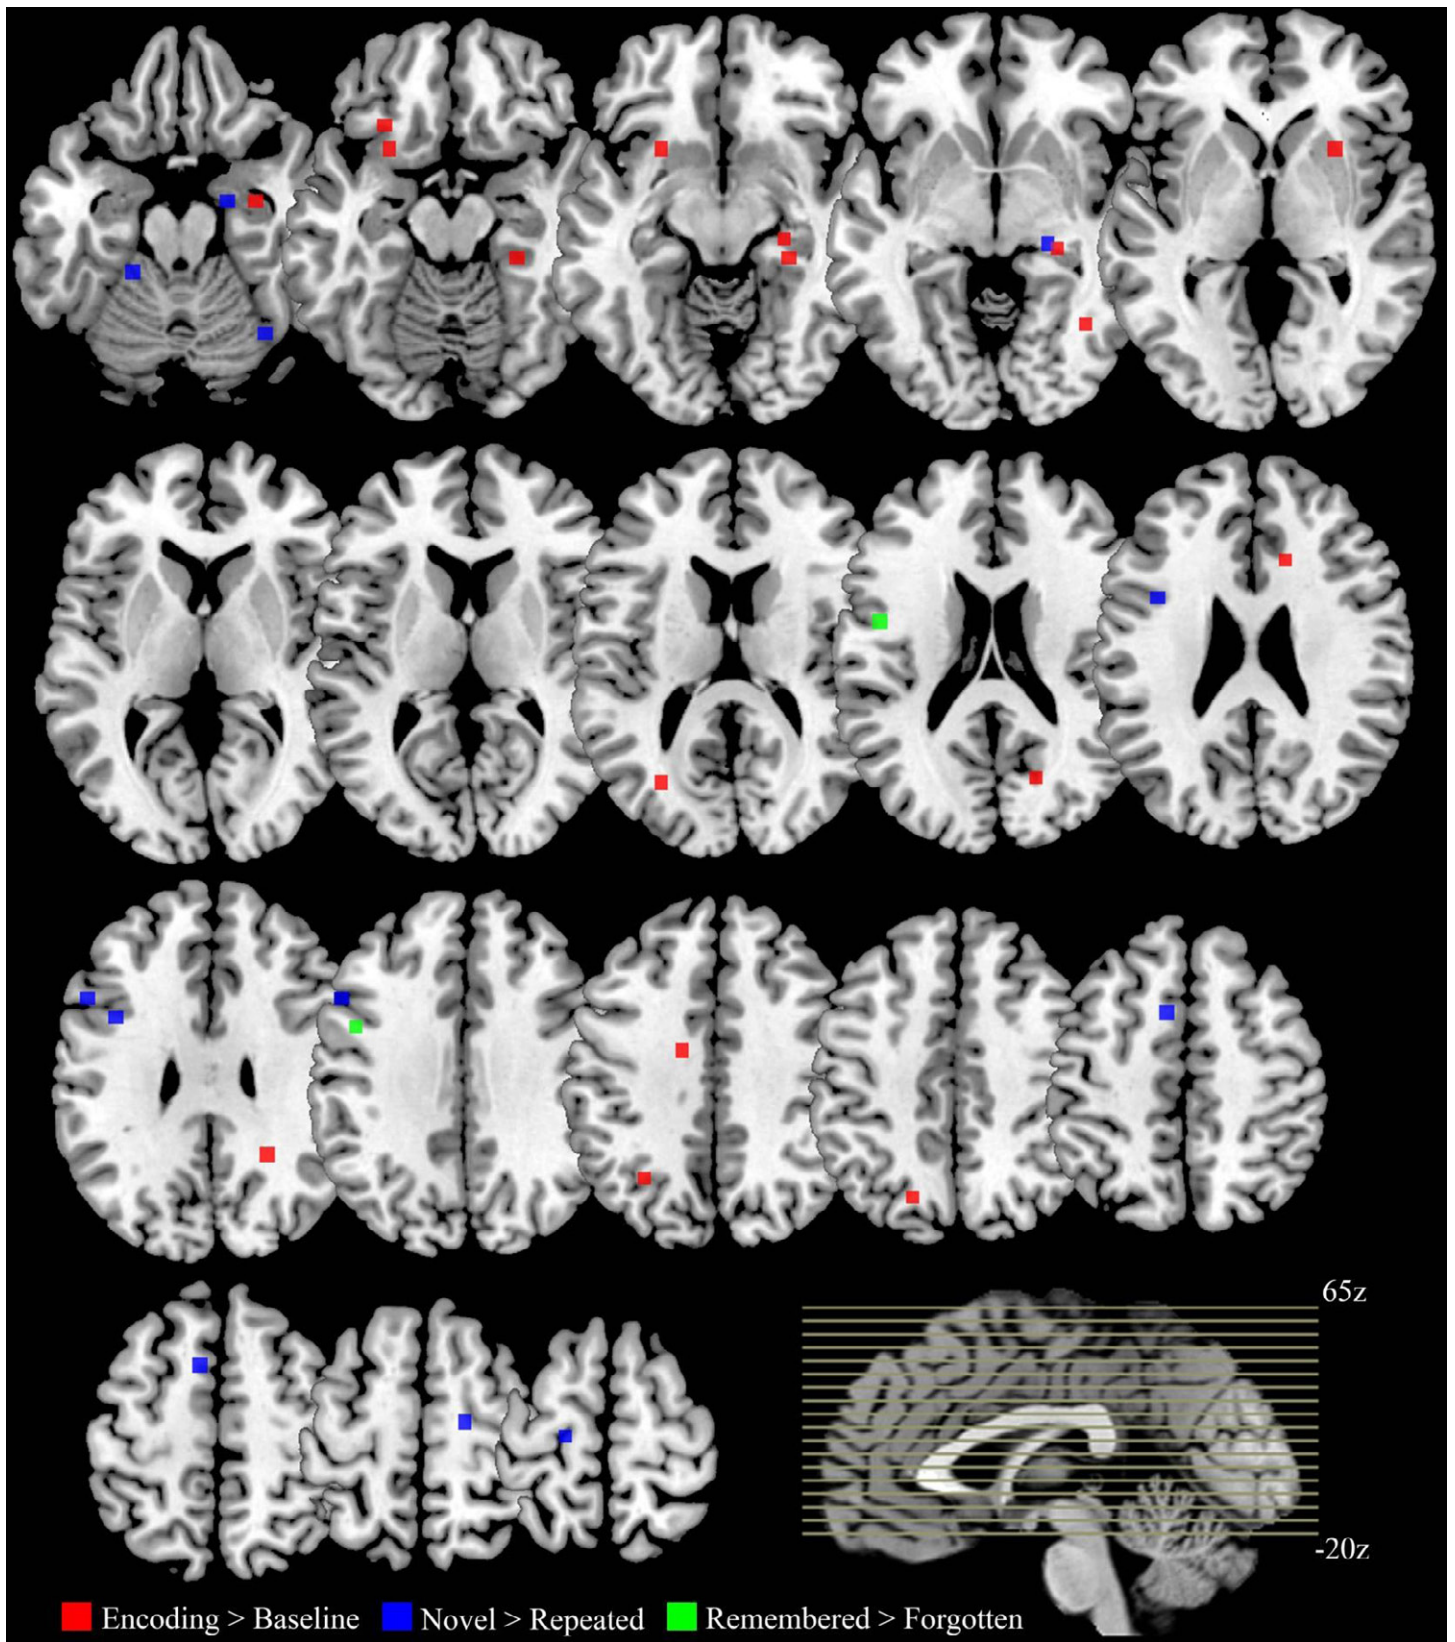 65z
-20z
Encoding > Baseline
Novel > Repeated
Remembered > Forgotten